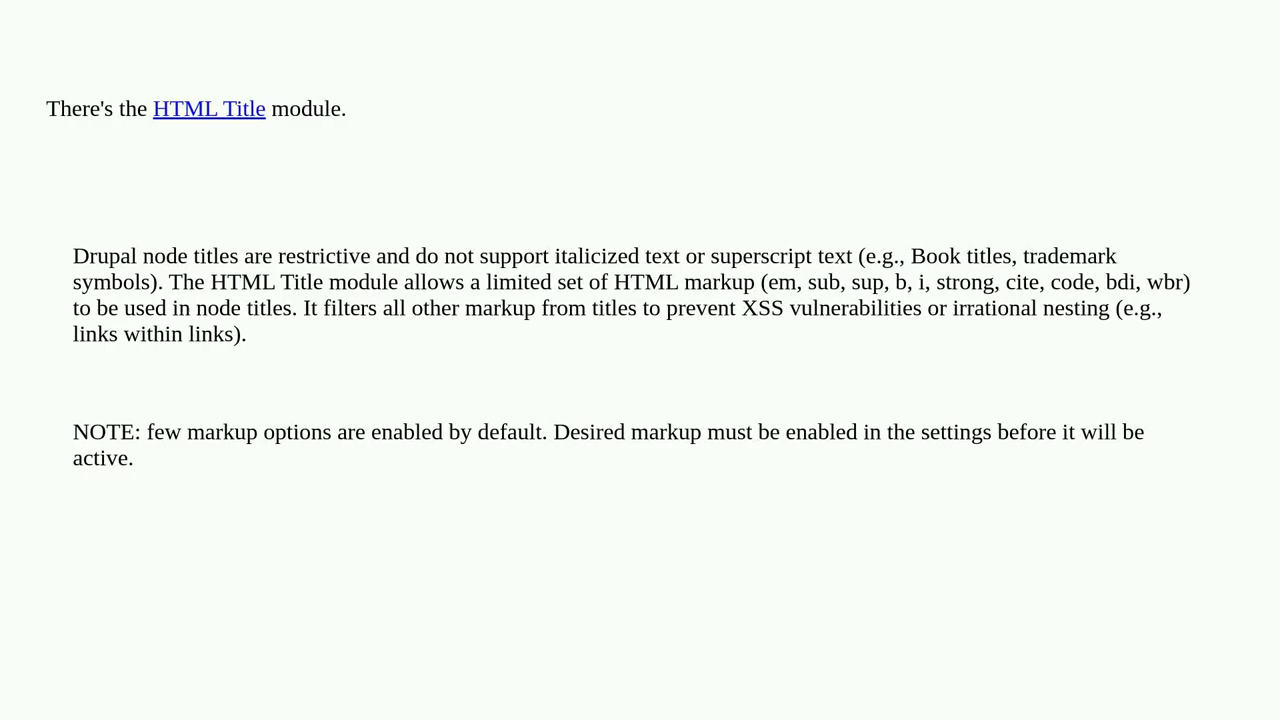 There's the HTML Title module.
Drupal node titles are restrictive and do not support italicized text or superscript text (e.g., Book titles, trademark
symbols). The HTML Title module allows a limited set of HTML markup (em, sub, sup, b, i, strong, cite, code, bdi, wbr)
to be used in node titles. It filters all other markup from titles to prevent XSS vulnerabilities or irrational nesting (e.g.,
links within links).
NOTE: few markup options are enabled by default. Desired markup must be enabled in the settings before it will be
active.